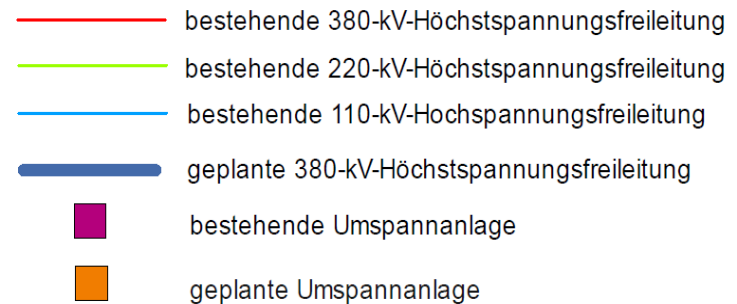 bestehende 380-kV-Höchstspannungsfreileitung
bestehende 220-kV-Höchstspannungsfreileitung
bestehende 110-kV-Hochspannungsfreileitung
geplante 380-kV-Höchstspannungsfreileitung
bestehende Umspannanlage
geplante Umspannanlage